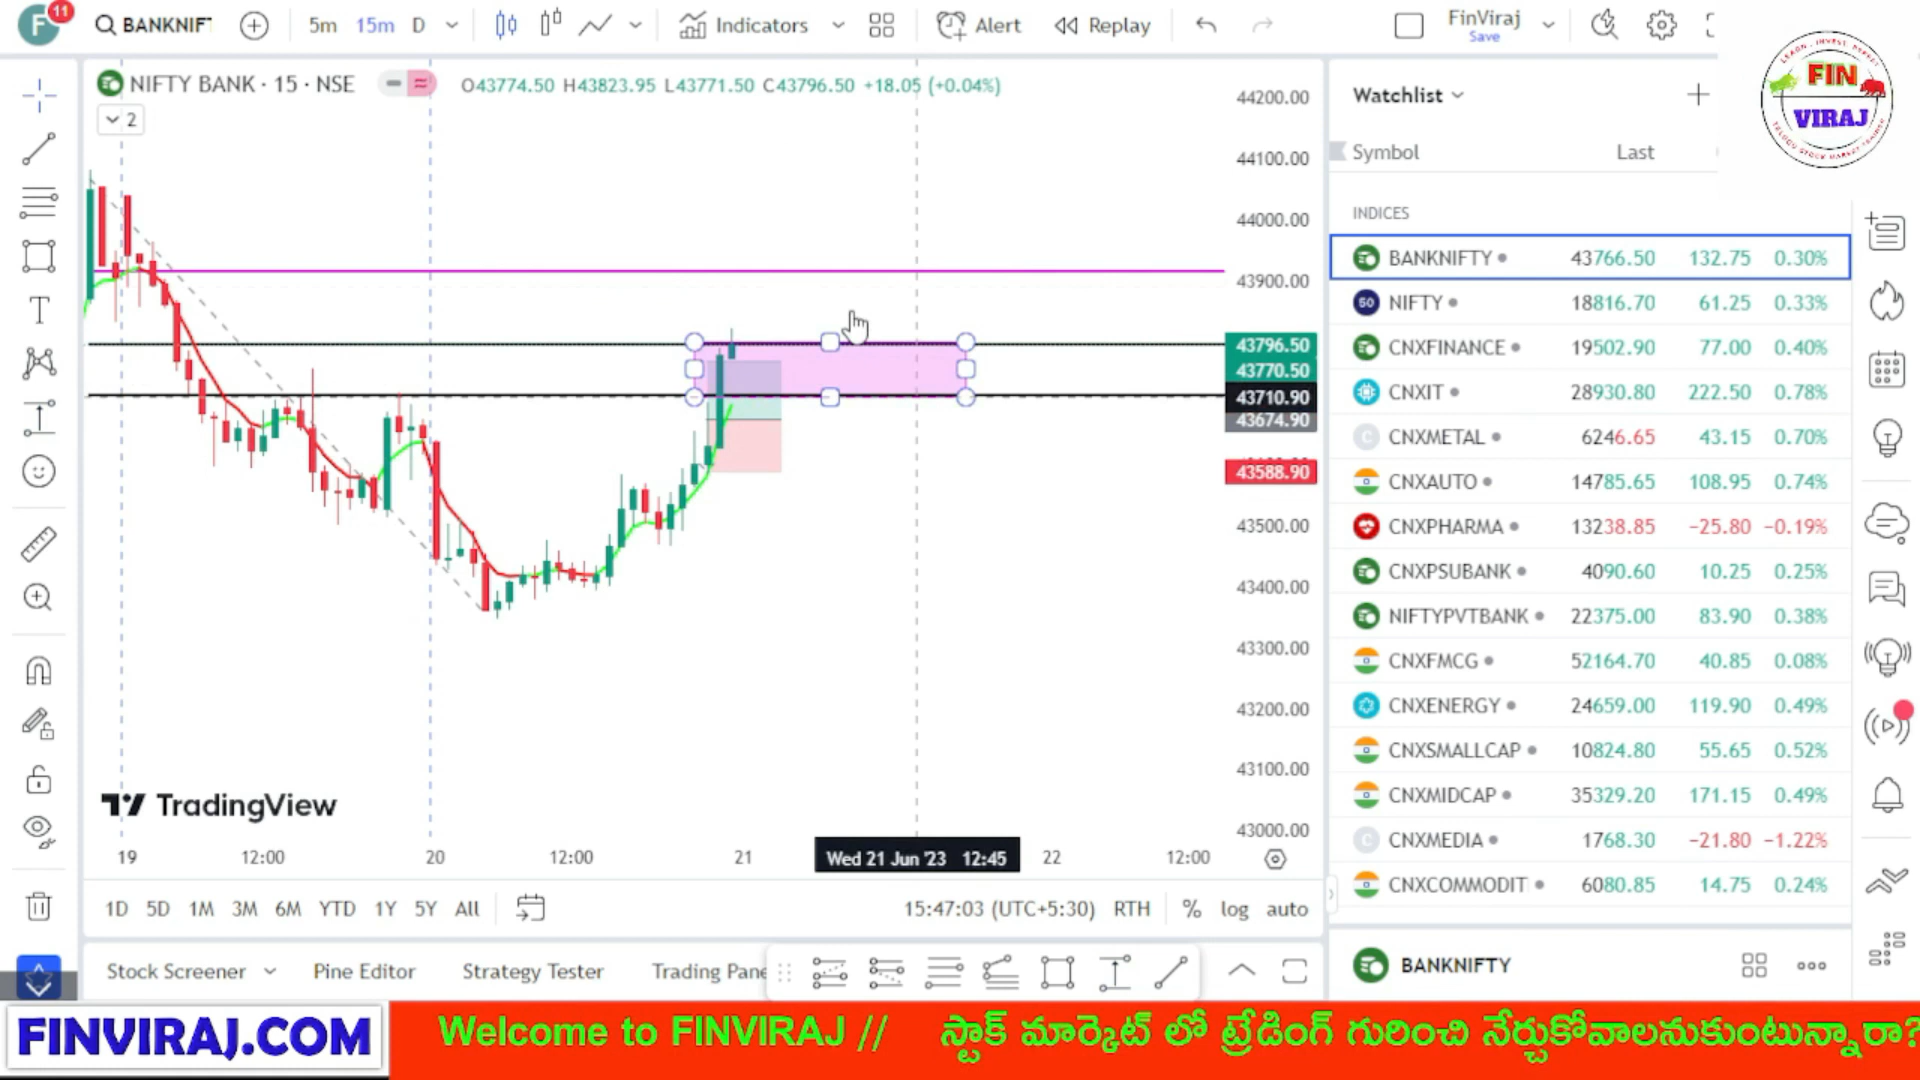 F
11
BANKNIFT
5m
15m
D
Indicators
Alert
Replay
FinViraj
Save
NIFTY BANK · 15 · NSE
O43774.50 H43823.95 L43771.50 C43796.50 +18.05 (+0.04%)
2
44200.00
44100.00
44000.00
43900.00
43796.50
43770.50
43710.90
43674.90
43588.90
43500.00
43400.00
43300.00
43200.00
43100.00
43000.00
TradingView
19
12:00
20
12:00
21
Wed 21 Jun '23 12:45
22
12:00
1D 5D 1M 3M 6M YTD 1Y 5Y All
15:47:03 (UTC+5:30) RTH % log auto
Stock Screener
Pine Editor
Strategy Tester
Trading Pane
Watchlist
Symbol Last
INDICES
BANKNIFTY 43766.50 132.75 0.30%
NIFTY 18816.70 61.25 0.33%
CNXFINANCE 19502.90 77.00 0.40%
CNXIT 28930.80 222.50 0.78%
CNXMETAL 6246.65 43.15 0.70%
CNXAUTO 14785.65 108.95 0.74%
CNXPHARMA 13238.85 −25.80 −0.19%
CNXPSUBANK 4090.60 10.25 0.25%
NIFTYPVTBANK 22375.00 83.90 0.38%
CNXFMCG 52164.70 40.85 0.08%
CNXENERGY 24659.00 119.90 0.49%
CNXSMALLCAP 10824.80 55.65 0.52%
CNXMIDCAP 35329.20 171.15 0.49%
CNXMEDIA 1768.30 −21.80 −1.22%
CNXCOMMODIT 6080.85 14.75 0.24%
BANKNIFTY
FIN
VIRAJ
FINVIRAJ.COM
Welcome to FINVIRAJ // స్టాక్ మార్కెట్ లో ట్రేడింగ్ గురించి నేర్చుకోవాలనుకుంటున్నారా?